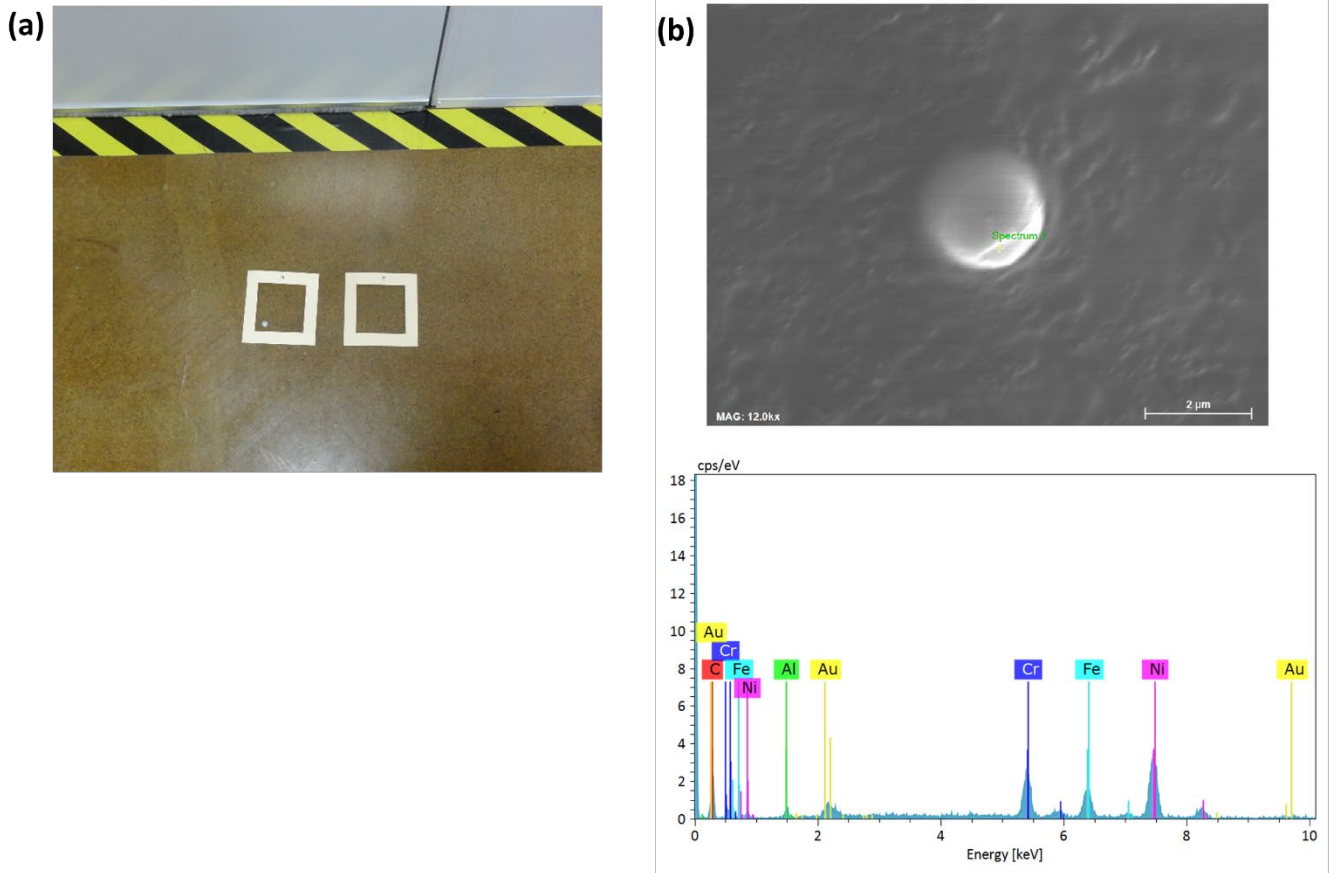 (a)
(b)
Spectrum
MAG: 12.0kx
2 µm
cps/eV
18
16
14
12
10
8
6
4
2
0
Au
Cr
C Fe Al Au Cr Fe Ni Au
Ni
0 2 4 6 8 10
Energy [keV]